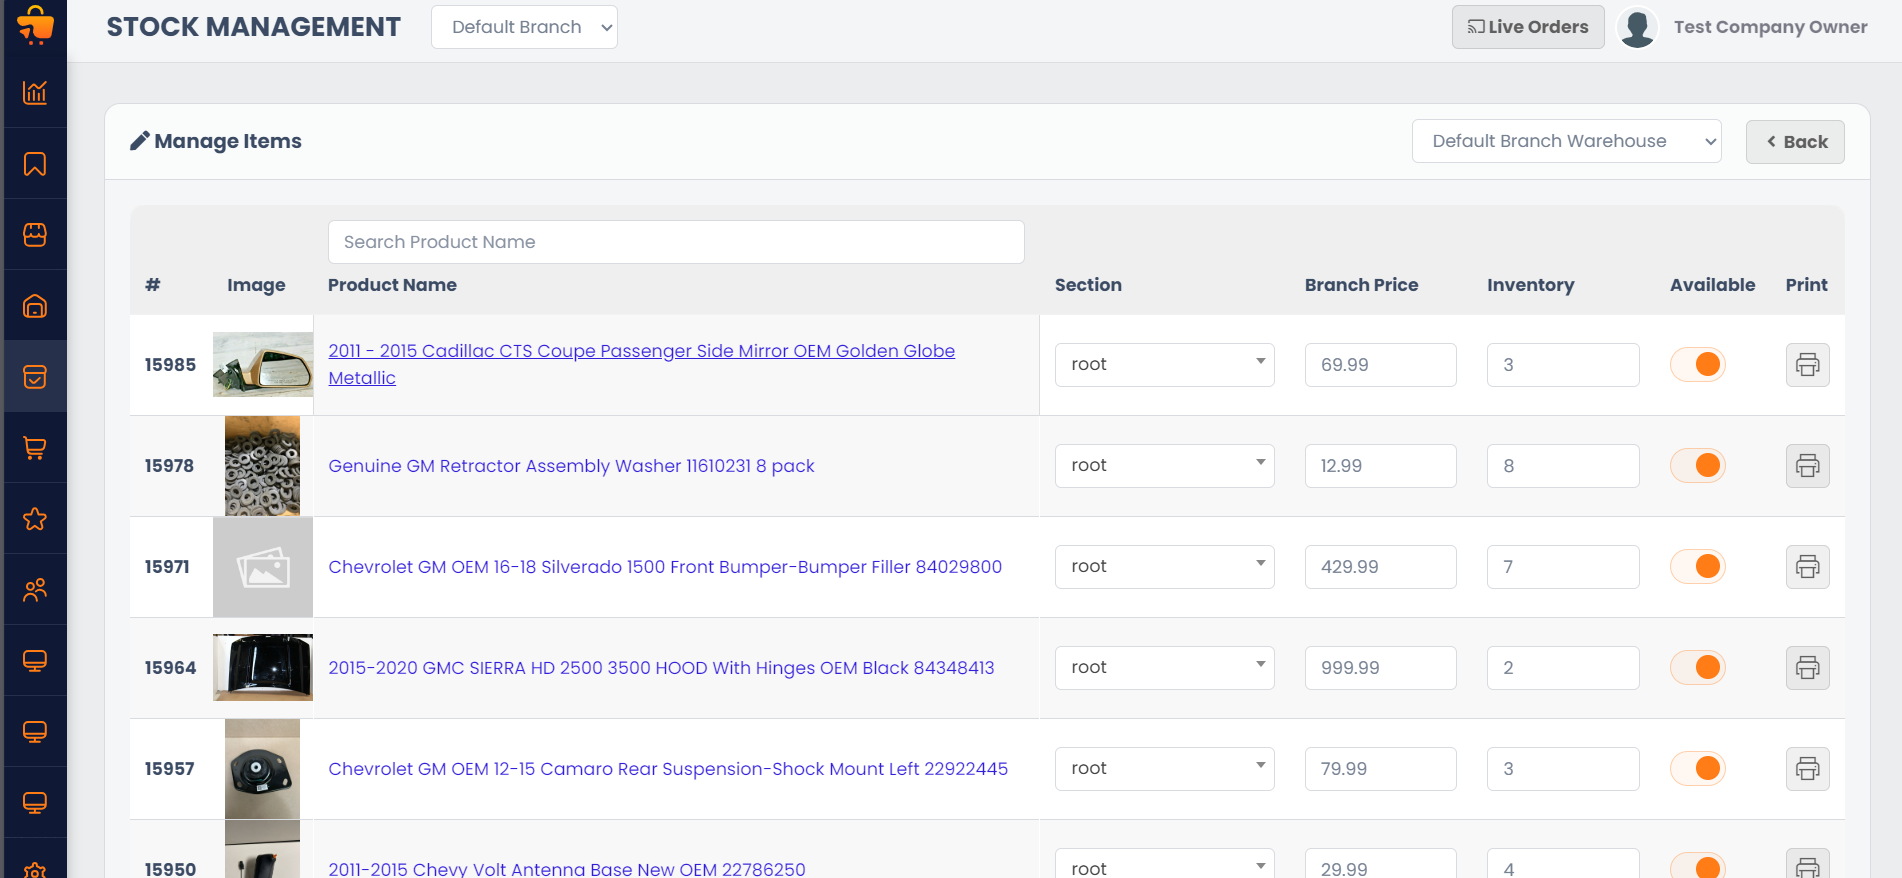 STOCK MANAGEMENT
Default Branch
Live Orders
Test Company Owner
Manage Items
Default Branch Warehouse
Back
Search Product Name
# Image Product Name Section Branch Price Inventory Available Print
15985 2011 - 2015 Cadillac CTS Coupe Passenger Side Mirror OEM Golden Globe
Metallic root 69.99 3
15978 Genuine GM Retractor Assembly Washer 11610231 8 pack root 12.99 8
15971 Chevrolet GM OEM 16-18 Silverado 1500 Front Bumper-Bumper Filler 84029800 root 429.99 7
15964 2015-2020 GMC SIERRA HD 2500 3500 HOOD With Hinges OEM Black 84348413 root 999.99 2
15957 Chevrolet GM OEM 12-15 Camaro Rear Suspension-Shock Mount Left 22922445 root 79.99 3
15950 2011-2015 Chevy Volt Antenna Base New OEM 22786250 root 29.99 4